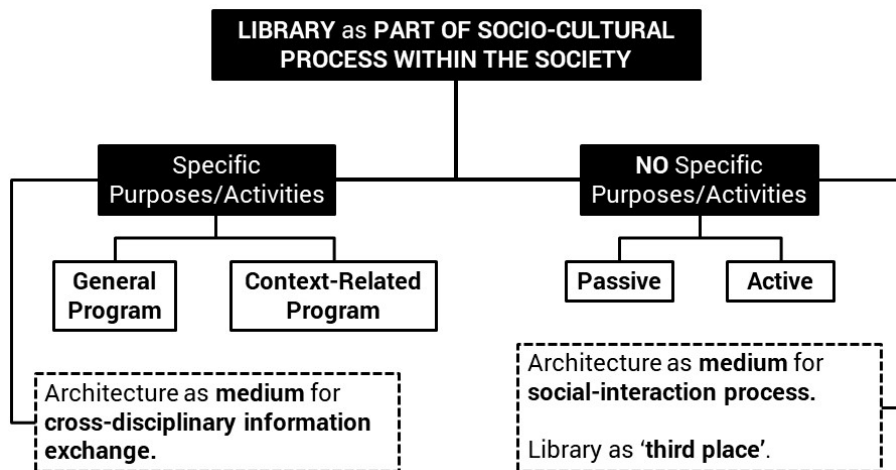 LIBRARY as PART OF SOCIO-CULTURAL
PROCESS WITHIN THE SOCIETY
Specific
Purposes/Activities
NO Specific
Purposes/Activities
General
Program
Context-Related
Program
Passive
Active
Architecture as medium for
cross-disciplinary information
exchange.
Architecture as medium for
social-interaction process.
Library as ‘third place’.